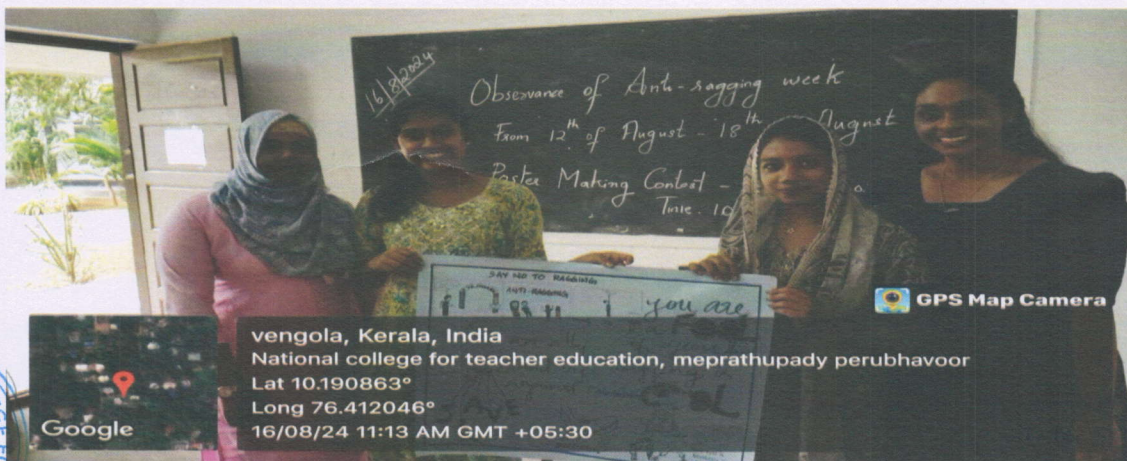 16/8/2024
Observance of Anti-ragging week
From 12th of August - 18th August
Poster Making Contest -
Time. 10
SAY NO TO RAGGING
ANTI-RAGGING
you are
GPS Map Camera
vengola, Kerala, India
National college for teacher education, meprathupady perubhavoor
Lat 10.190863°
Long 76.412046°
16/08/24 11:13 AM GMT +05:30
Google